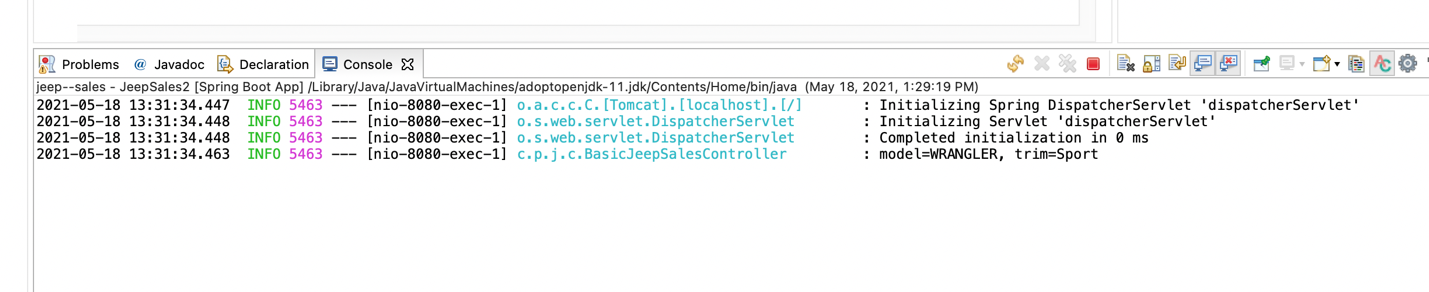 Problems @ Javadoc Declaration Console
jeep--sales - JeepSales2 [Spring Boot App] /Library/Java/JavaVirtualMachines/adoptopenjdk-11.jdk/Contents/Home/bin/java (May 18, 2021, 1:29:19 PM)
2021-05-18 13:31:34.447  INFO 5463 --- [nio-8080-exec-1] o.a.c.c.C.[Tomcat].[localhost].[/]       : Initializing Spring DispatcherServlet 'dispatcherServlet'
2021-05-18 13:31:34.448  INFO 5463 --- [nio-8080-exec-1] o.s.web.servlet.DispatcherServlet        : Initializing Servlet 'dispatcherServlet'
2021-05-18 13:31:34.448  INFO 5463 --- [nio-8080-exec-1] o.s.web.servlet.DispatcherServlet        : Completed initialization in 0 ms
2021-05-18 13:31:34.463  INFO 5463 --- [nio-8080-exec-1] c.p.j.c.BasicJeepSalesController         : model=WRANGLER, trim=Sport